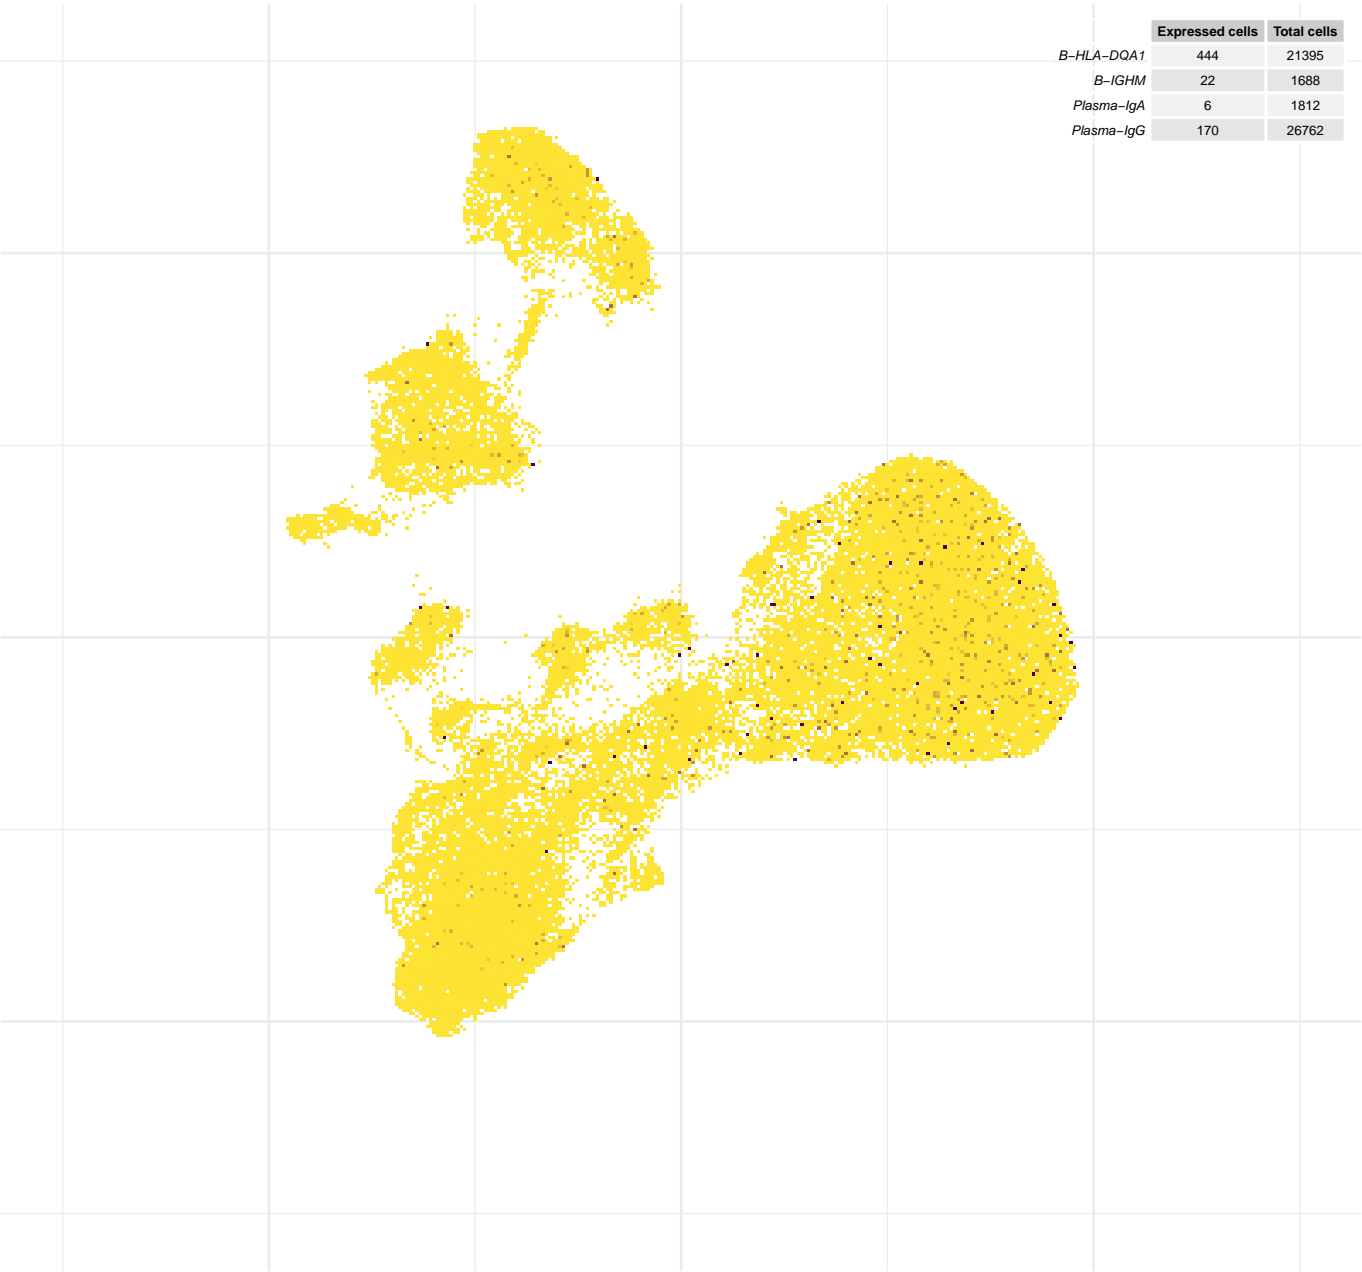 Expressed cells Total cells
B−HLA−DQA1 444 21395
B−IGHM 22 1688
Plasma−IgA 6 1812
Plasma−IgG 170 26762